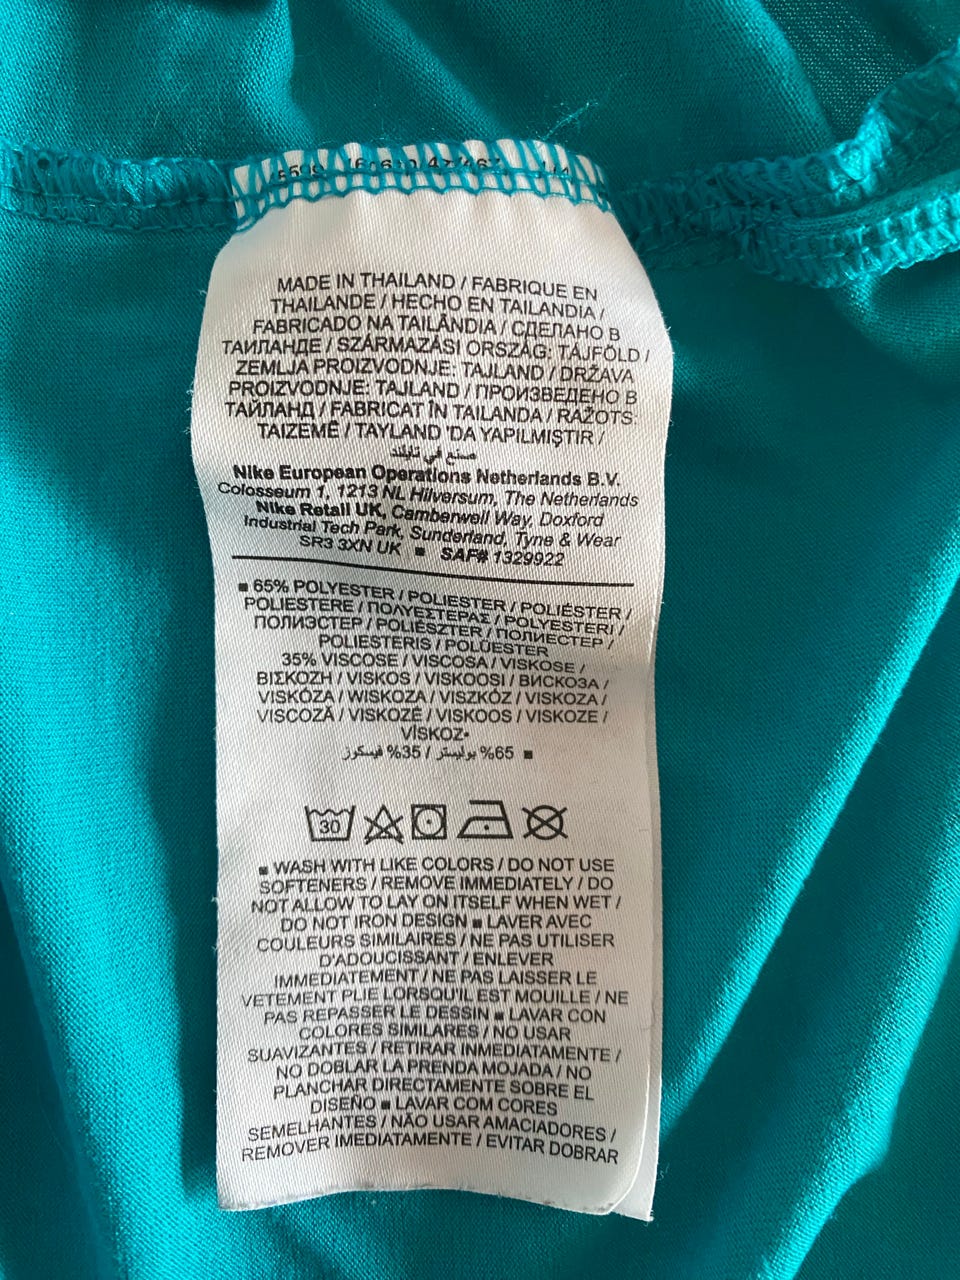 MADE IN THAILAND / FABRIQUE EN
THAILANDE / HECHO EN TAILANDIA /
FABRICADO NA TAILÂNDIA / СДЕЛАНО В
ТАИЛАНДЕ / SZÁRMAZÁSI ORSZÁG: TÁJFÖLD /
ZEMLJA PROIZVODNJE: TAJLAND / DRŽAVA
PROIZVODNJE: TAJLAND / ПРОИЗВЕДЕНО В
ТАЙЛАНД / FABRICAT ÎN TAILANDA / RAŽOTS:
TAIZEMĒ / TAYLAND 'DA YAPILMIŞTIR /
صنع في تايلند
Nike European Operations Netherlands B.V.
Colosseum 1, 1213 NL Hilversum, The Netherlands
Nike Retail UK, Camberwell Way, Doxford
Industrial Tech Park, Sunderland, Tyne & Wear
SR3 3XN UK ■ SAF# 1329922
■ 65% POLYESTER / POLIESTER / POLIÉSTER /
POLIESTERE / ΠΟΛΥΕΣΤΕΡΑΣ / POLYESTERI /
ПОЛИЭСТЕР / POLIÉSZTER / ПОЛИЕСТЕР /
POLIESTERIS / POLÜESTER
35% VISCOSE / VISCOSA / VISKOSE /
ΒΙΣΚΟΖΗ / VISKOS / VISKOOSI / ВИСКОЗА /
VISKÓZA / WISKOZA / VISZKÓZ / VISKOZA /
VISCOZĂ / VISKOZĖ / VISKOOS / VISKOZE /
VİSKOZ•
■ 65% بوليستر / 35% فيسكوز
30
■ WASH WITH LIKE COLORS / DO NOT USE
SOFTENERS / REMOVE IMMEDIATELY / DO
NOT ALLOW TO LAY ON ITSELF WHEN WET /
DO NOT IRON DESIGN ■ LAVER AVEC
COULEURS SIMILAIRES / NE PAS UTILISER
D'ADOUCISSANT / ENLEVER
IMMEDIATEMENT / NE PAS LAISSER LE
VETEMENT PLIE LORSQU'IL EST MOUILLE / NE
PAS REPASSER LE DESSIN ■ LAVAR CON
COLORES SIMILARES / NO USAR
SUAVIZANTES / RETIRAR INMEDIATAMENTE /
NO DOBLAR LA PRENDA MOJADA / NO
PLANCHAR DIRECTAMENTE SOBRE EL
DISEÑO ■ LAVAR COM CORES
SEMELHANTES / NÃO USAR AMACIADORES /
REMOVER IMEDIATAMENTE / EVITAR DOBRAR